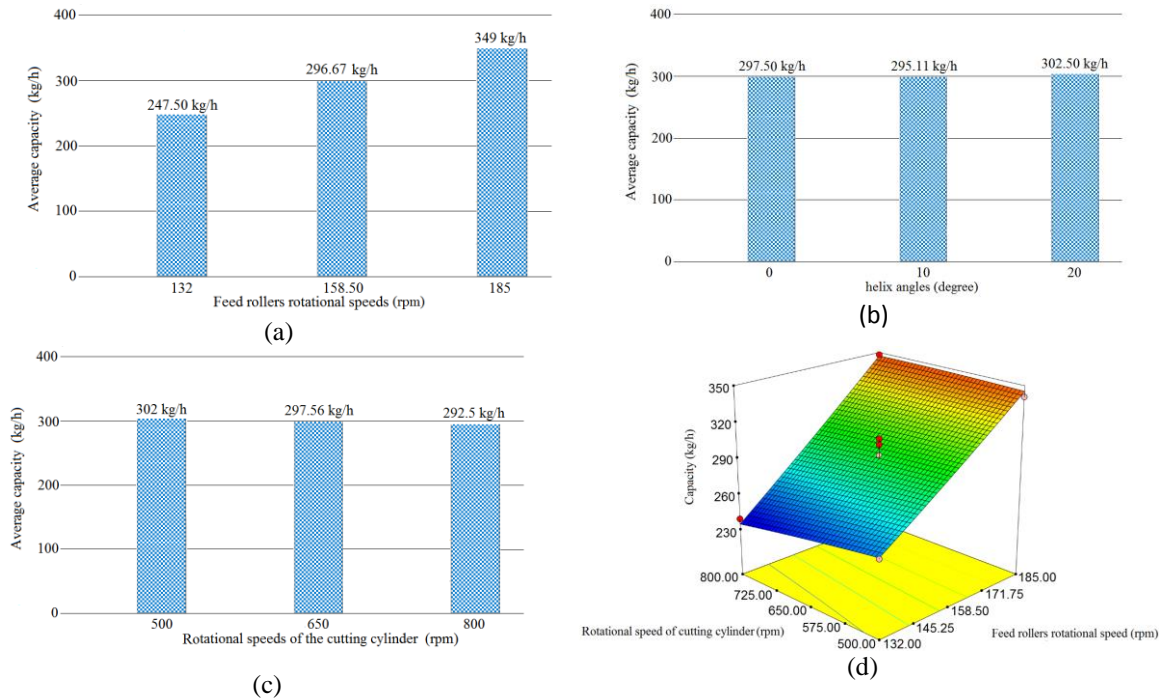 400
300
200
100
0
Average capacity (kg/h)
247.50 kg/h
296.67 kg/h
349 kg/h
132
158.50
185
Feed rollers rotational speeds (rpm)
(a)
400
300
200
100
0
Average capacity (kg/h)
297.50 kg/h
295.11 kg/h
302.50 kg/h
0
10
20
helix angles (degree)
(b)
400
300
200
100
0
Average capacity (kg/h)
302 kg/h
297.56 kg/h
292.5 kg/h
500
650
800
Rotational speeds of the cutting cylinder (rpm)
(c)
350
320
290
260
230
Capacity (kg/h)
800.00
725.00
650.00
575.00
500.00
Rotational speed of cutting cylinder (rpm)
132.00
145.25
158.50
171.75
185.00
Feed rollers rotational speed (rpm)
(d)